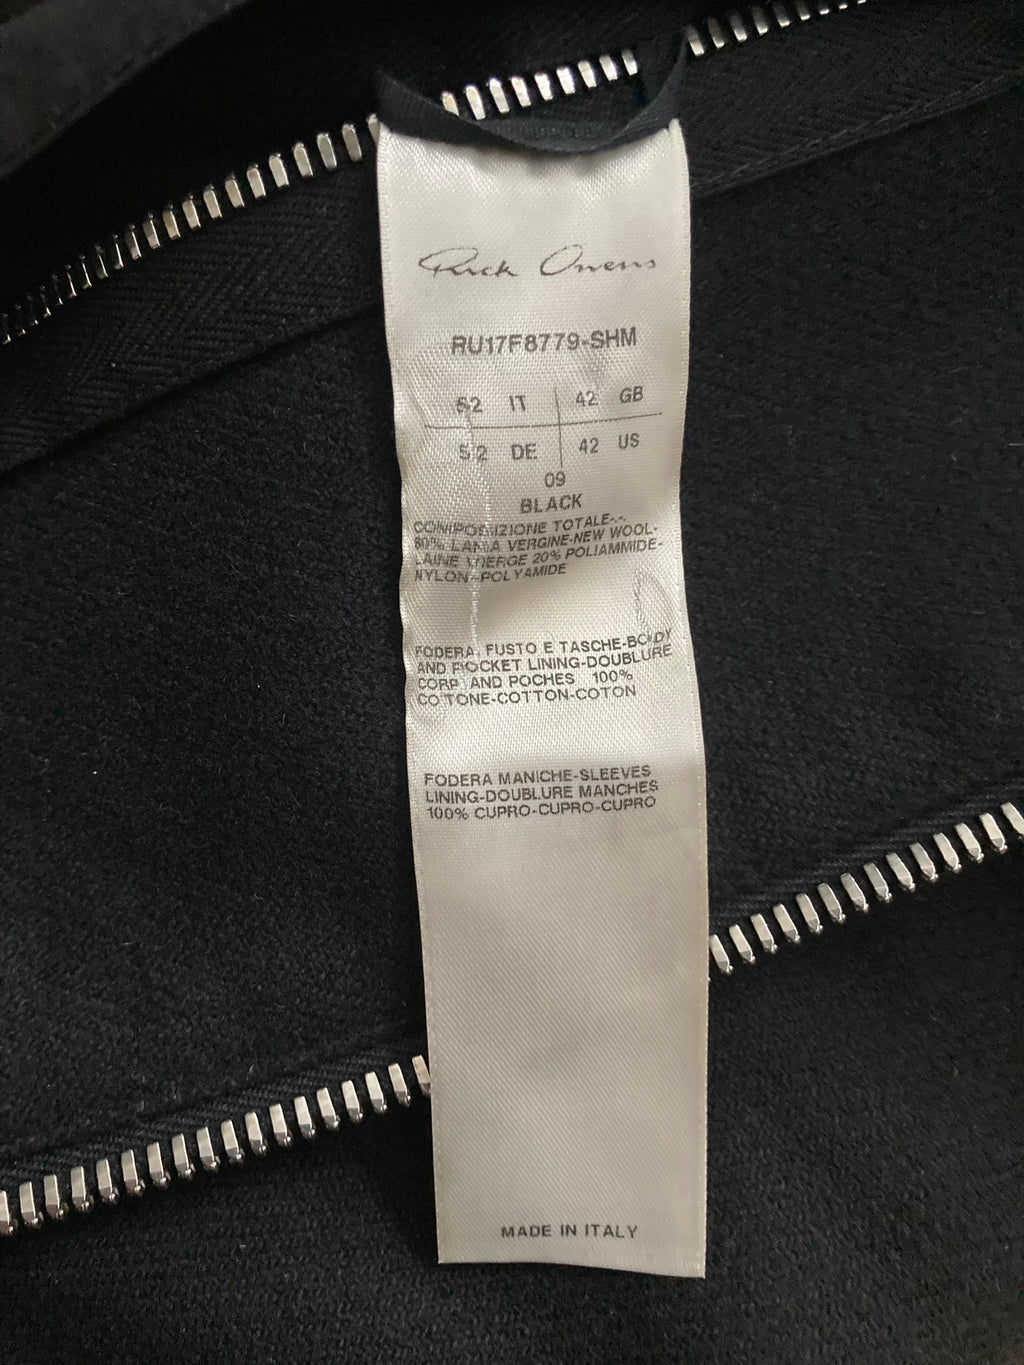 Rick Owens
RU17F8779-SHM
52 IT 42 GB
52 DE 42 US
09
BLACK
COMPOSIZIONE TOTALE-.-.
80% LANA VERGINE-NEW WOOL-
LAINE VIERGE 20% POLIAMMIDE-
NYLON-POLYAMIDE
FODERA, FUSTO E TASCHE-BODY
AND POCKET LINING-DOUBLURE
CORP AND POCHES 100%
COTONE-COTTON-COTON
FODERA MANICHE-SLEEVES
LINING-DOUBLURE MANCHES
100% CUPRO-CUPRO-CUPRO
MADE IN ITALY